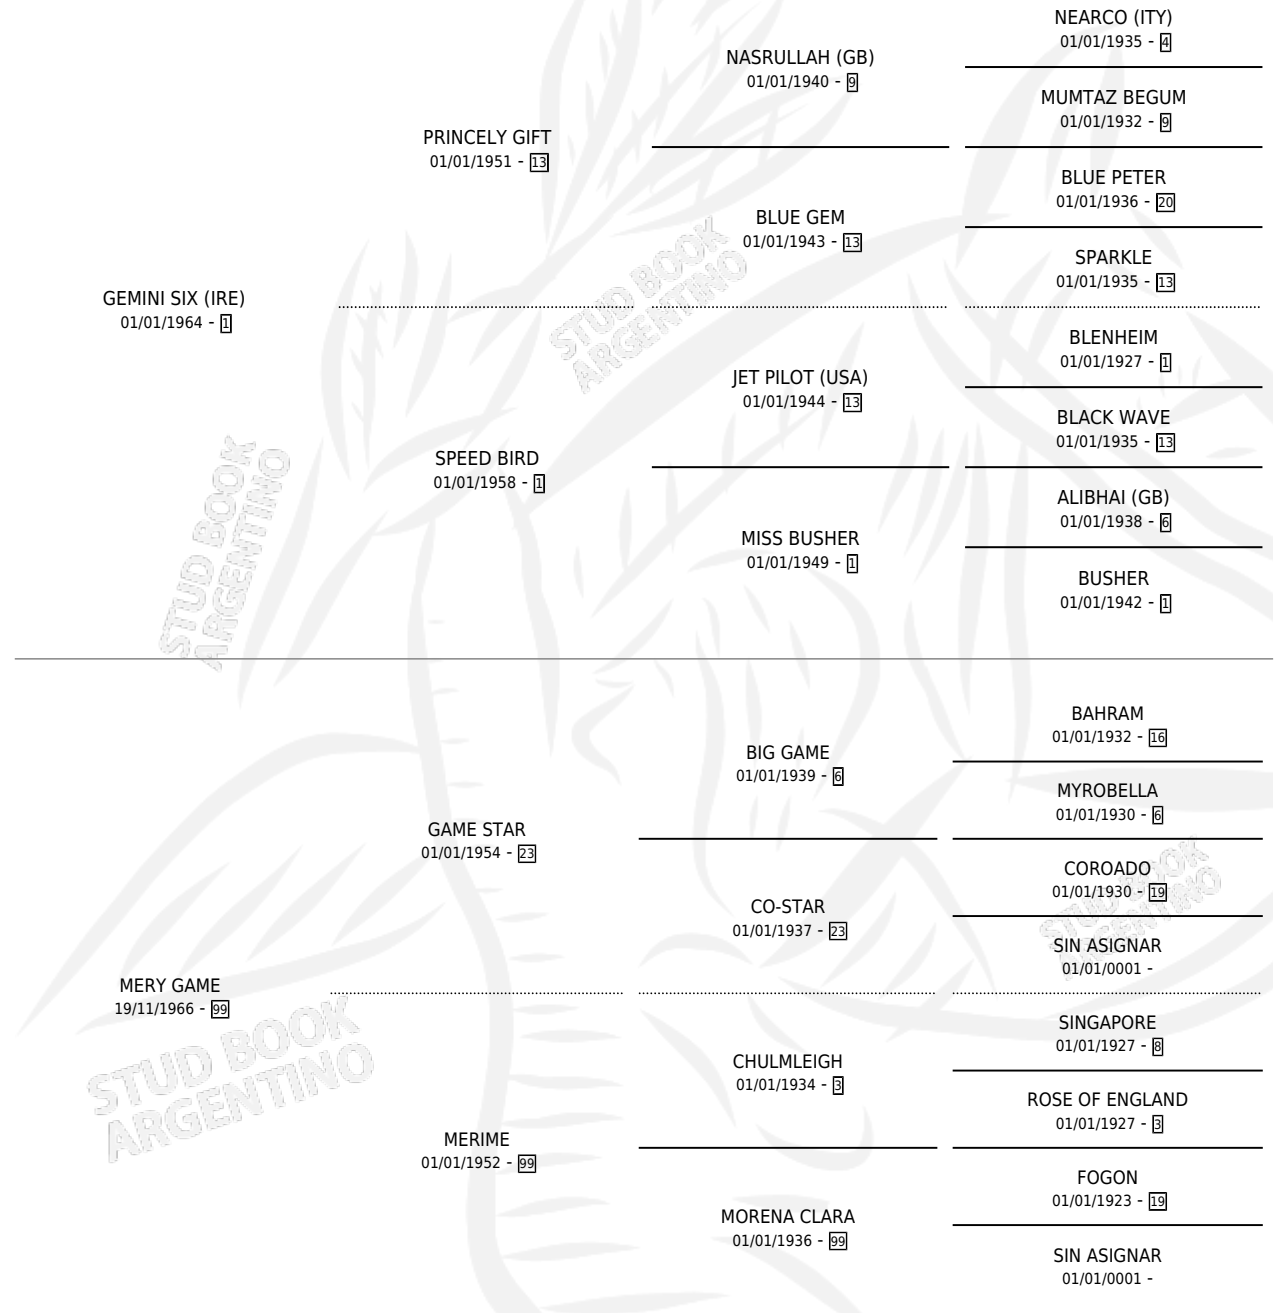 NEARCO (ITY)
01/01/1935 - 4
NASRULLAH (GB)
01/01/1940 - 9
MUMTAZ BEGUM
01/01/1932 - 9
PRINCELY GIFT
01/01/1951 - 13
BLUE PETER
01/01/1936 - 20
BLUE GEM
01/01/1943 - 13
SPARKLE
01/01/1935 - 13
GEMINI SIX (IRE)
01/01/1964 - 1
STUD BOOK
ARGENTINO
BLENHEIM
01/01/1927 - 1
JET PILOT (USA)
01/01/1944 - 13
BLACK WAVE
01/01/1935 - 13
SPEED BIRD
01/01/1958 - 1
ALIBHAI (GB)
01/01/1938 - 6
MISS BUSHER
01/01/1949 - 1
BUSHER
01/01/1942 - 1
STUD BOOK
ARGENTINO
BAHRAM
01/01/1932 - 16
BIG GAME
01/01/1939 - 6
MYROBELLA
01/01/1930 - 6
GAME STAR
01/01/1954 - 23
COROADO
01/01/1930 - 19
CO-STAR
01/01/1937 - 23
STUD BOOK
ARGENTINO
SIN ASIGNAR
01/01/0001 -
MERY GAME
19/11/1966 - 99
STUD BOOK
ARGENTINO
SINGAPORE
01/01/1927 - 8
CHULMLEIGH
01/01/1934 - 3
ROSE OF ENGLAND
01/01/1927 - 3
MERIME
01/01/1952 - 99
FOGON
01/01/1923 - 19
MORENA CLARA
01/01/1936 - 99
SIN ASIGNAR
01/01/0001 -